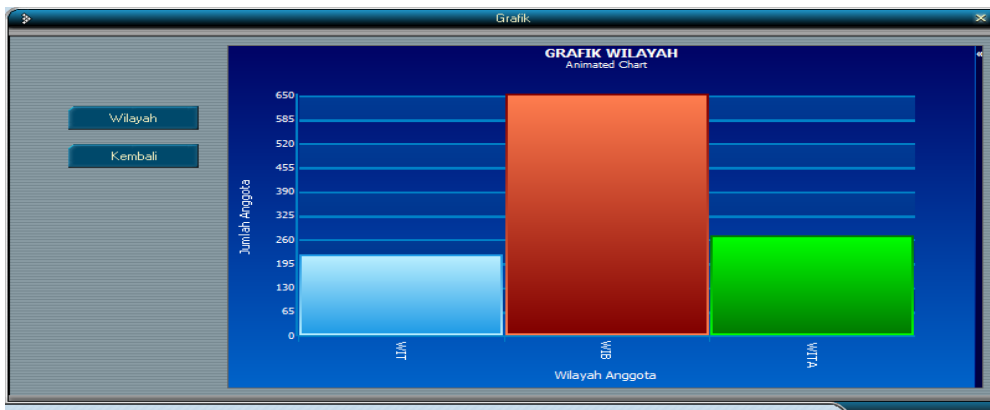 Grafik
Wilayah
Kembali
GRAFIK WILAYAH
Animated Chart
Jumlah Anggota
650
585
520
455
390
325
260
195
130
65
0
WIT
WIB
WITA
Wilayah Anggota